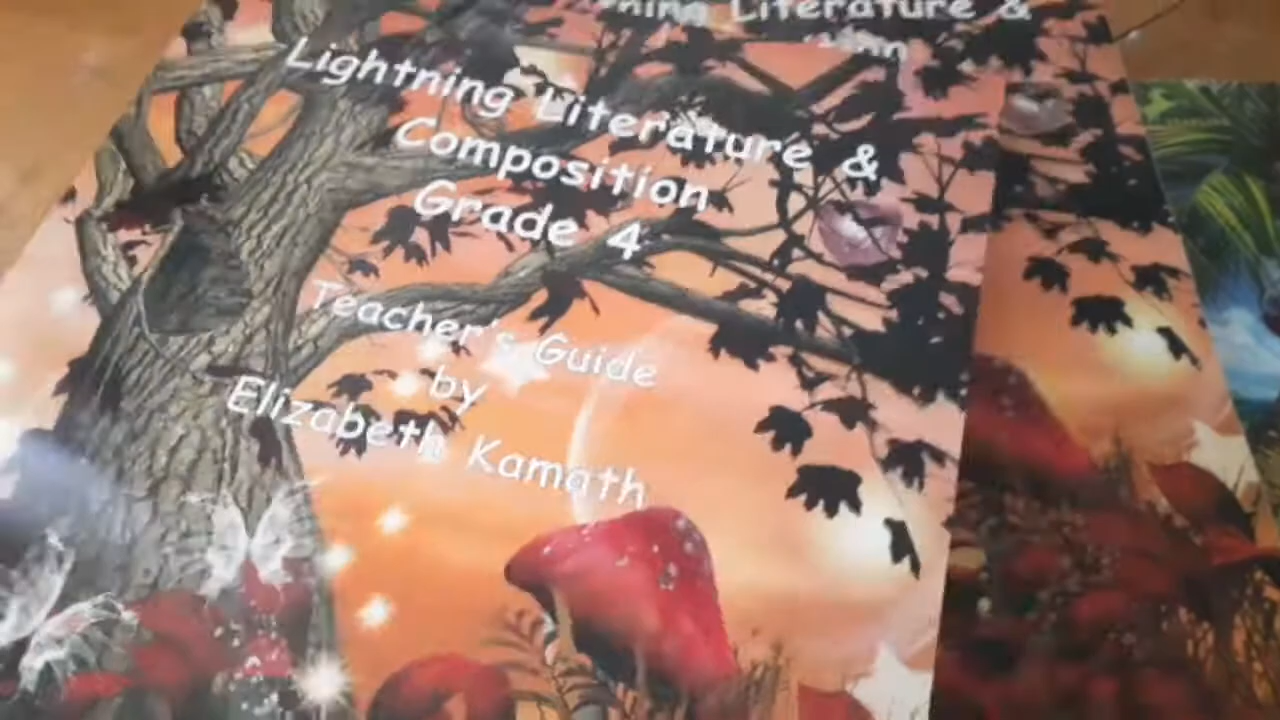 Literature &
Lightning Literature &
Composition
Grade 4
Teacher's Guide
by
Elizabeth Kamath